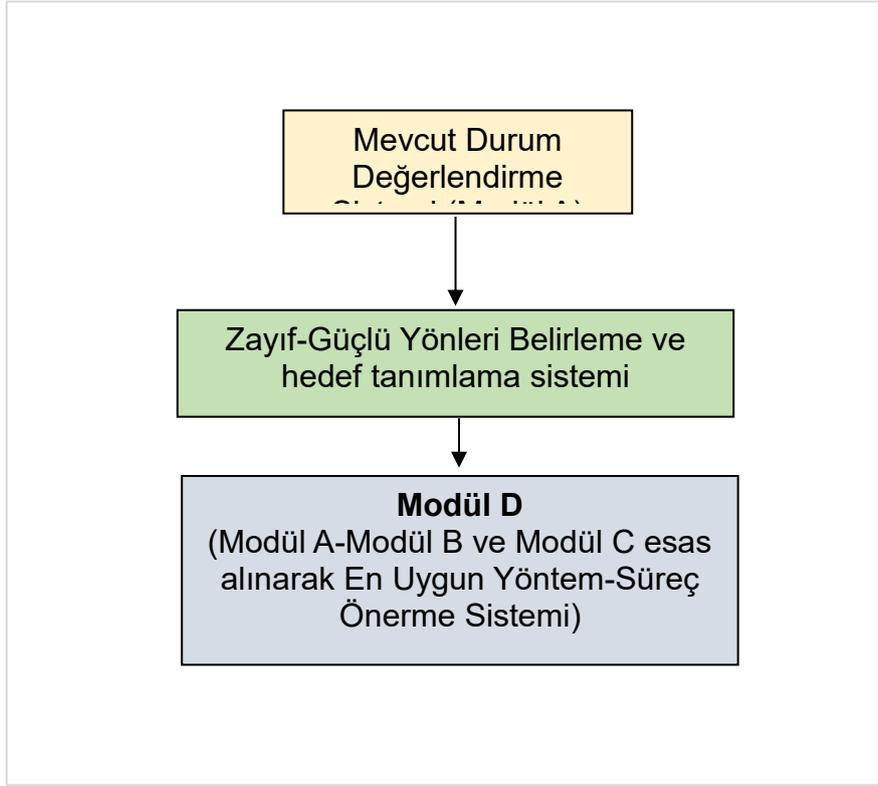 Mevcut Durum
Değerlendirme
Zayıf-Güçlü Yönleri Belirleme ve
hedef tanımlama sistemi
Modül D
(Modül A-Modül B ve Modül C esas
alınarak En Uygun Yöntem-Süreç
Önerme Sistemi)